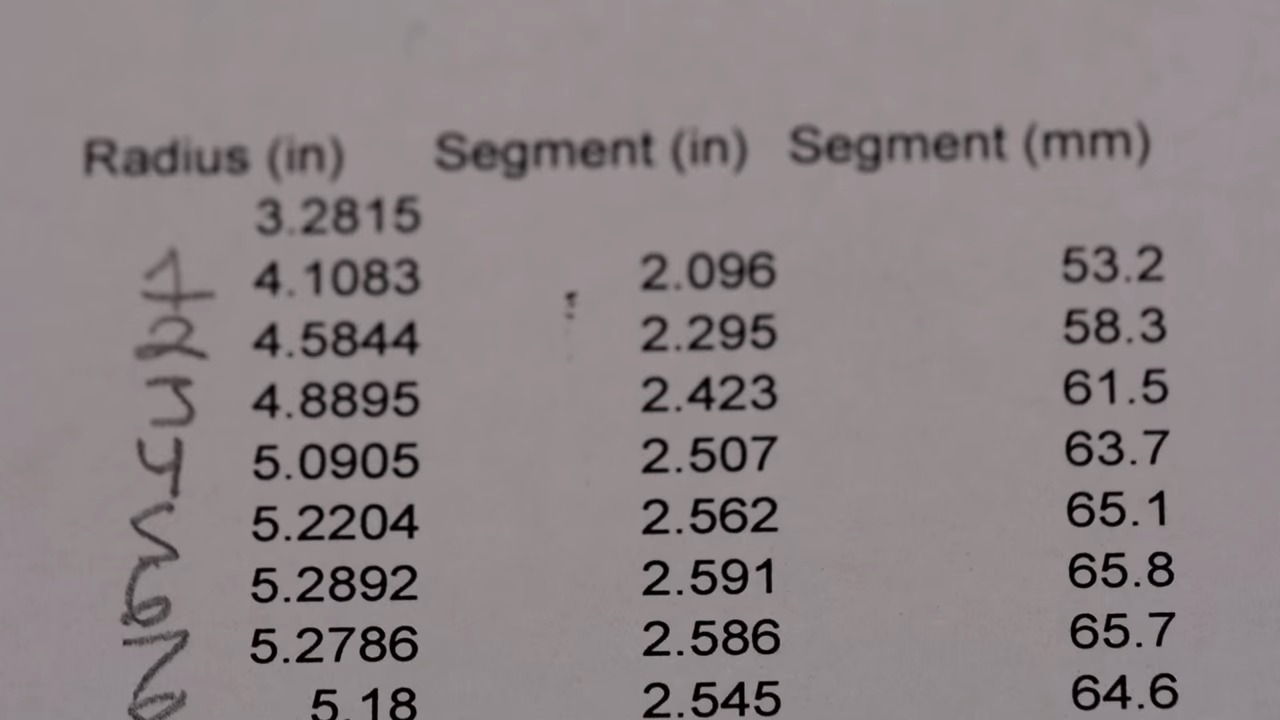 Radius (in) Segment (in) Segment (mm)
3.2815
1 4.1083 2.096 53.2
2 4.5844 2.295 58.3
3 4.8895 2.423 61.5
4 5.0905 2.507 63.7
5 5.2204 2.562 65.1
6 5.2892 2.591 65.8
7 5.2786 2.586 65.7
5.18 2.545 64.6